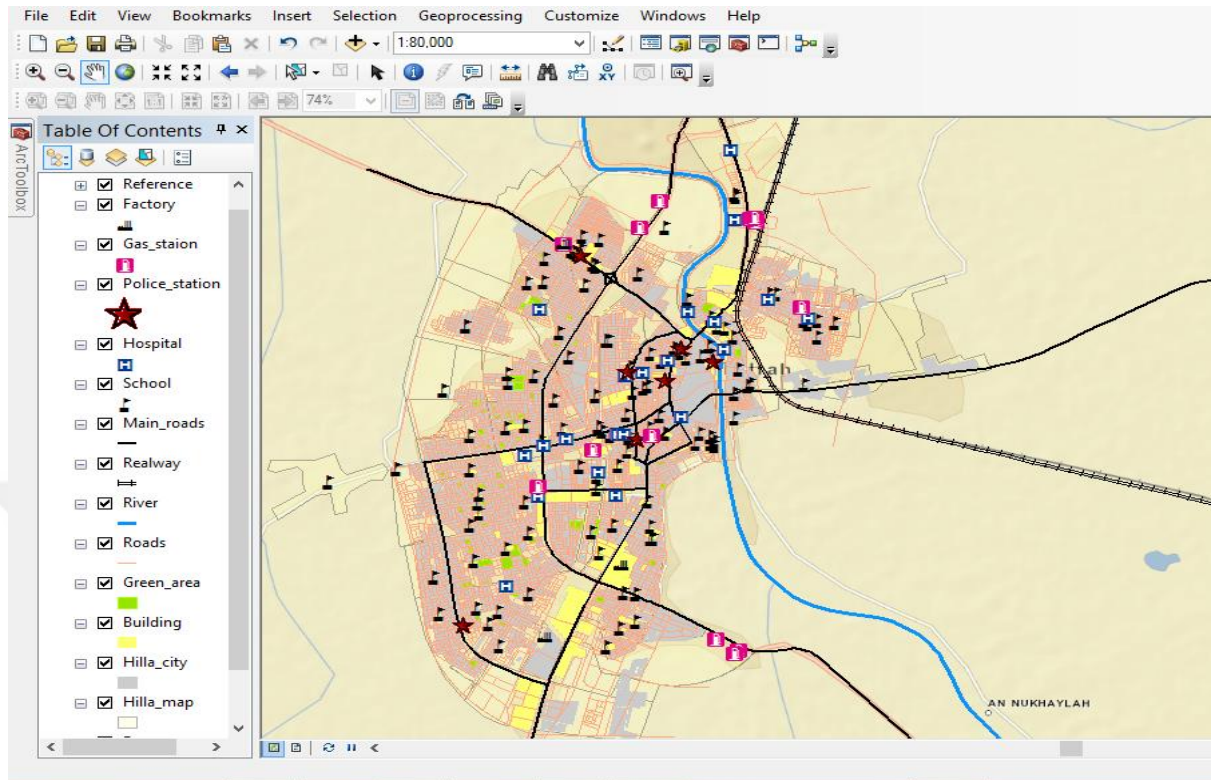 File Edit View Bookmarks Insert Selection Geoprocessing Customize Windows Help
1:80,000
XY
74%
ArcToolbox
Table Of Contents
Reference
Factory
Gas_staion
Police_station
Hospital
H
School
Main_roads
Realway
River
Roads
Green_area
Building
Hilla_city
Hilla_map
AN NUKHAYLAH